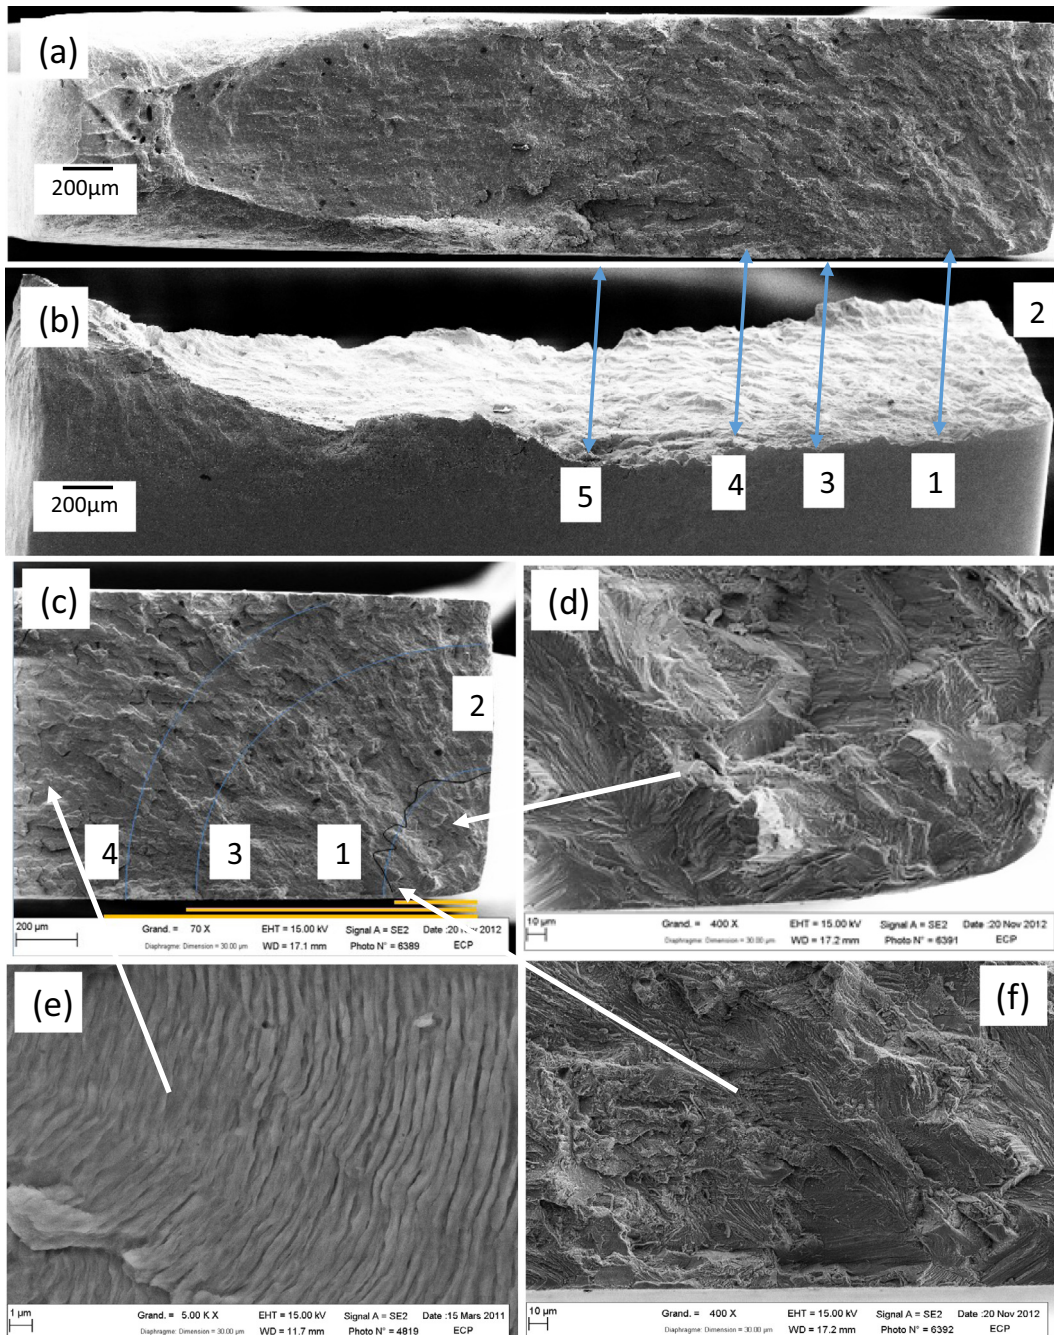 (a)
200µm
(b)
2
200µm
5
4
3
1
(c)
2
4
3
1
200 µm
Grand. = 70 X
EHT = 15.00 kV
Signal A = SE2
Date :20 Nov 2012
Diaphragme: Dimension = 30.00 µm
WD = 17.1 mm
Photo N° = 6389
ECP
(d)
10 µm
Grand. = 400 X
EHT = 15.00 kV
Signal A = SE2
Date :20 Nov 2012
Diaphragme: Dimension = 30.00 µm
WD = 17.2 mm
Photo N° = 6391
ECP
(e)
1 µm
Grand. = 5.00 K X
EHT = 15.00 kV
Signal A = SE2
Date :15 Mars 2011
Diaphragme: Dimension = 30.00 µm
WD = 11.7 mm
Photo N° = 4819
ECP
(f)
10 µm
Grand. = 400 X
EHT = 15.00 kV
Signal A = SE2
Date :20 Nov 2012
Diaphragme: Dimension = 30.00 µm
WD = 17.2 mm
Photo N° = 6392
ECP